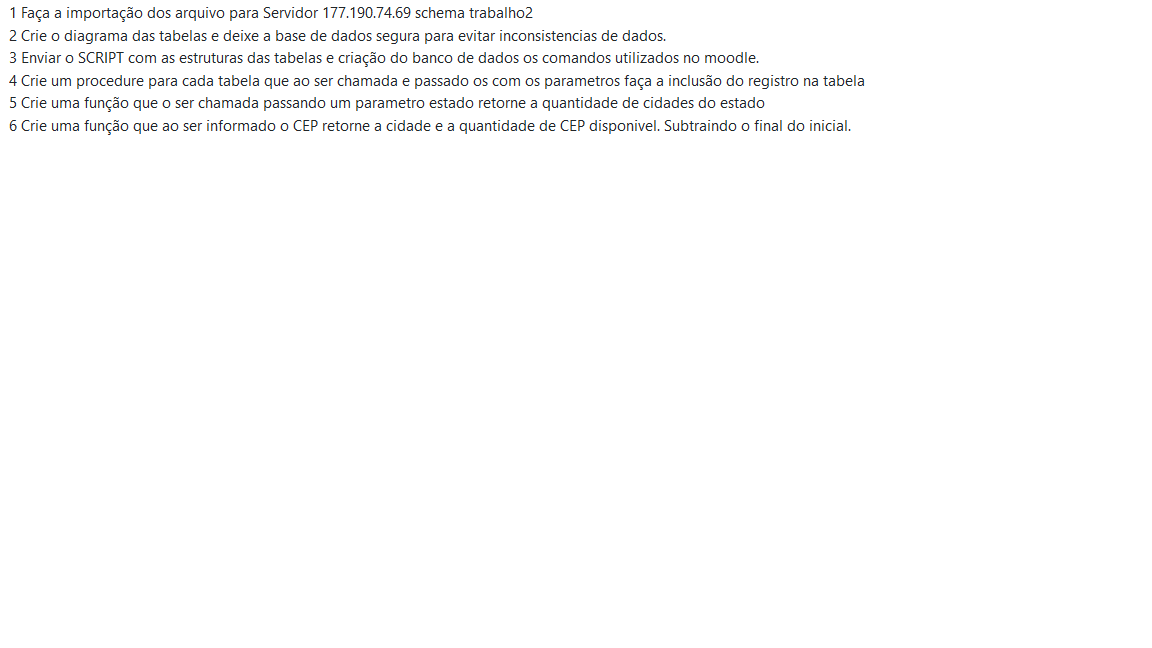 1 Faça a importação dos arquivo para Servidor 177.190.74.69 schema trabalho2
2 Crie o diagrama das tabelas e deixe a base de dados segura para evitar inconsistencias de dados.
3 Enviar o SCRIPT com as estruturas das tabelas e criação do banco de dados os comandos utilizados no moodle.
4 Crie um procedure para cada tabela que ao ser chamada e passado os com os parametros faça a inclusão do registro na tabela
5 Crie uma função que o ser chamada passando um parametro estado retorne a quantidade de cidades do estado
6 Crie uma função que ao ser informado o CEP retorne a cidade e a quantidade de CEP disponivel. Subtraindo o final do inicial.